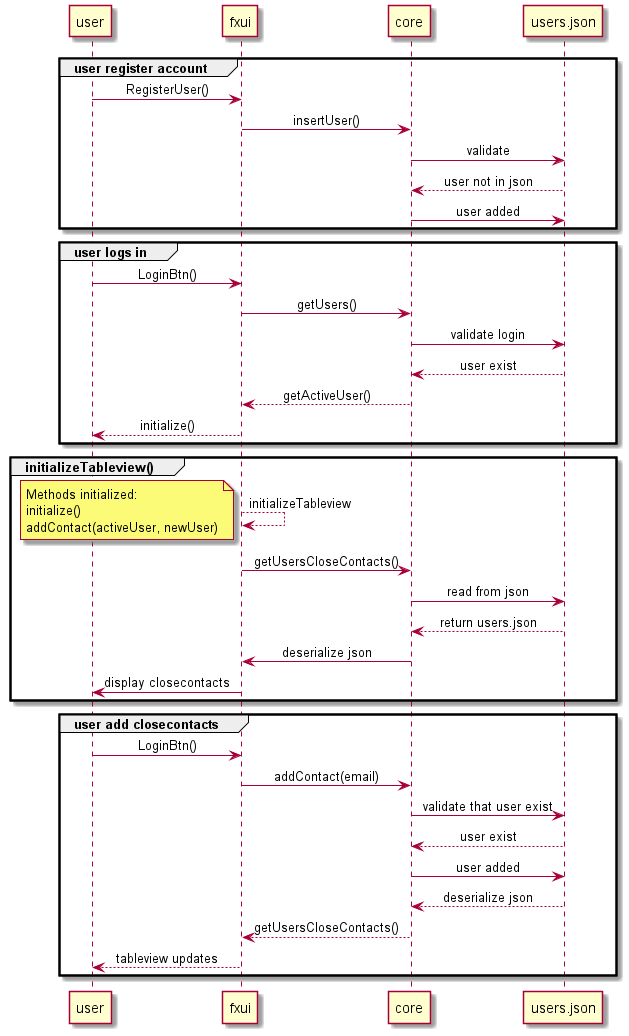 user fxui core users.json
user register account
RegisterUser()
insertUser()
validate
user not in json
user added
user logs in
LoginBtn()
getUsers()
validate login
user exist
getActiveUser()
initialize()
initializeTableview()
Methods initialized:
initialize()
addContact(activeUser, newUser)
initializeTableview
getUsersCloseContacts()
read from json
return users.json
deserialize json
display closecontacts
user add closecontacts
LoginBtn()
addContact(email)
validate that user exist
user exist
user added
deserialize json
getUsersCloseContacts()
tableview updates
user fxui core users.json